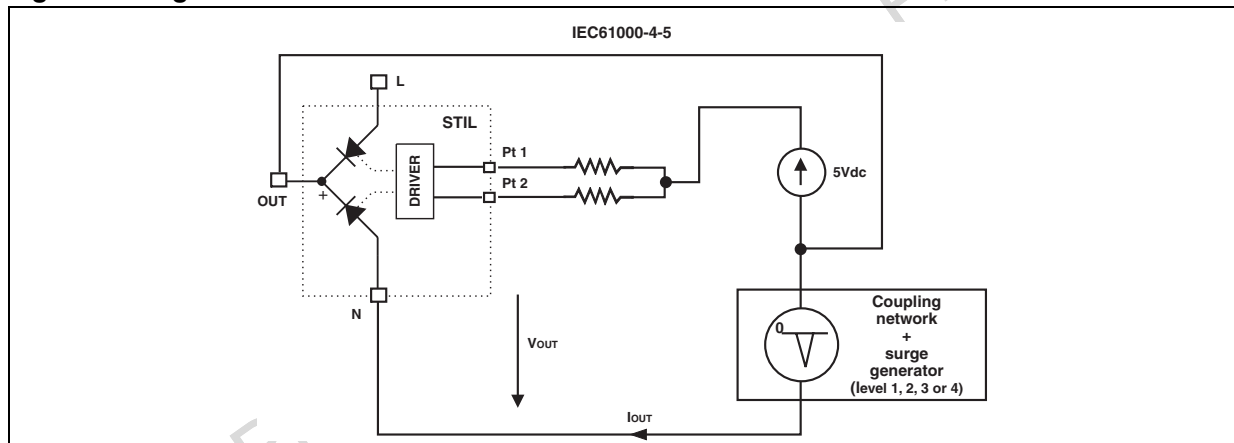 IEC61000-4-5
L
STIL
Pt 1
DRIVER
5Vdc
Pt 2
OUT
+
N
VOUT
0
Coupling
network
+
surge
generator
(level 1, 2, 3 or 4)
IOUT